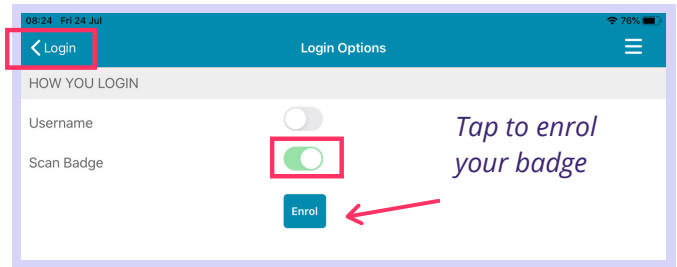 08:24 Fri 24 Jul
76%
Login
Login Options
HOW YOU LOGIN
Username
Scan Badge
Tap to enrol
your badge
Enrol